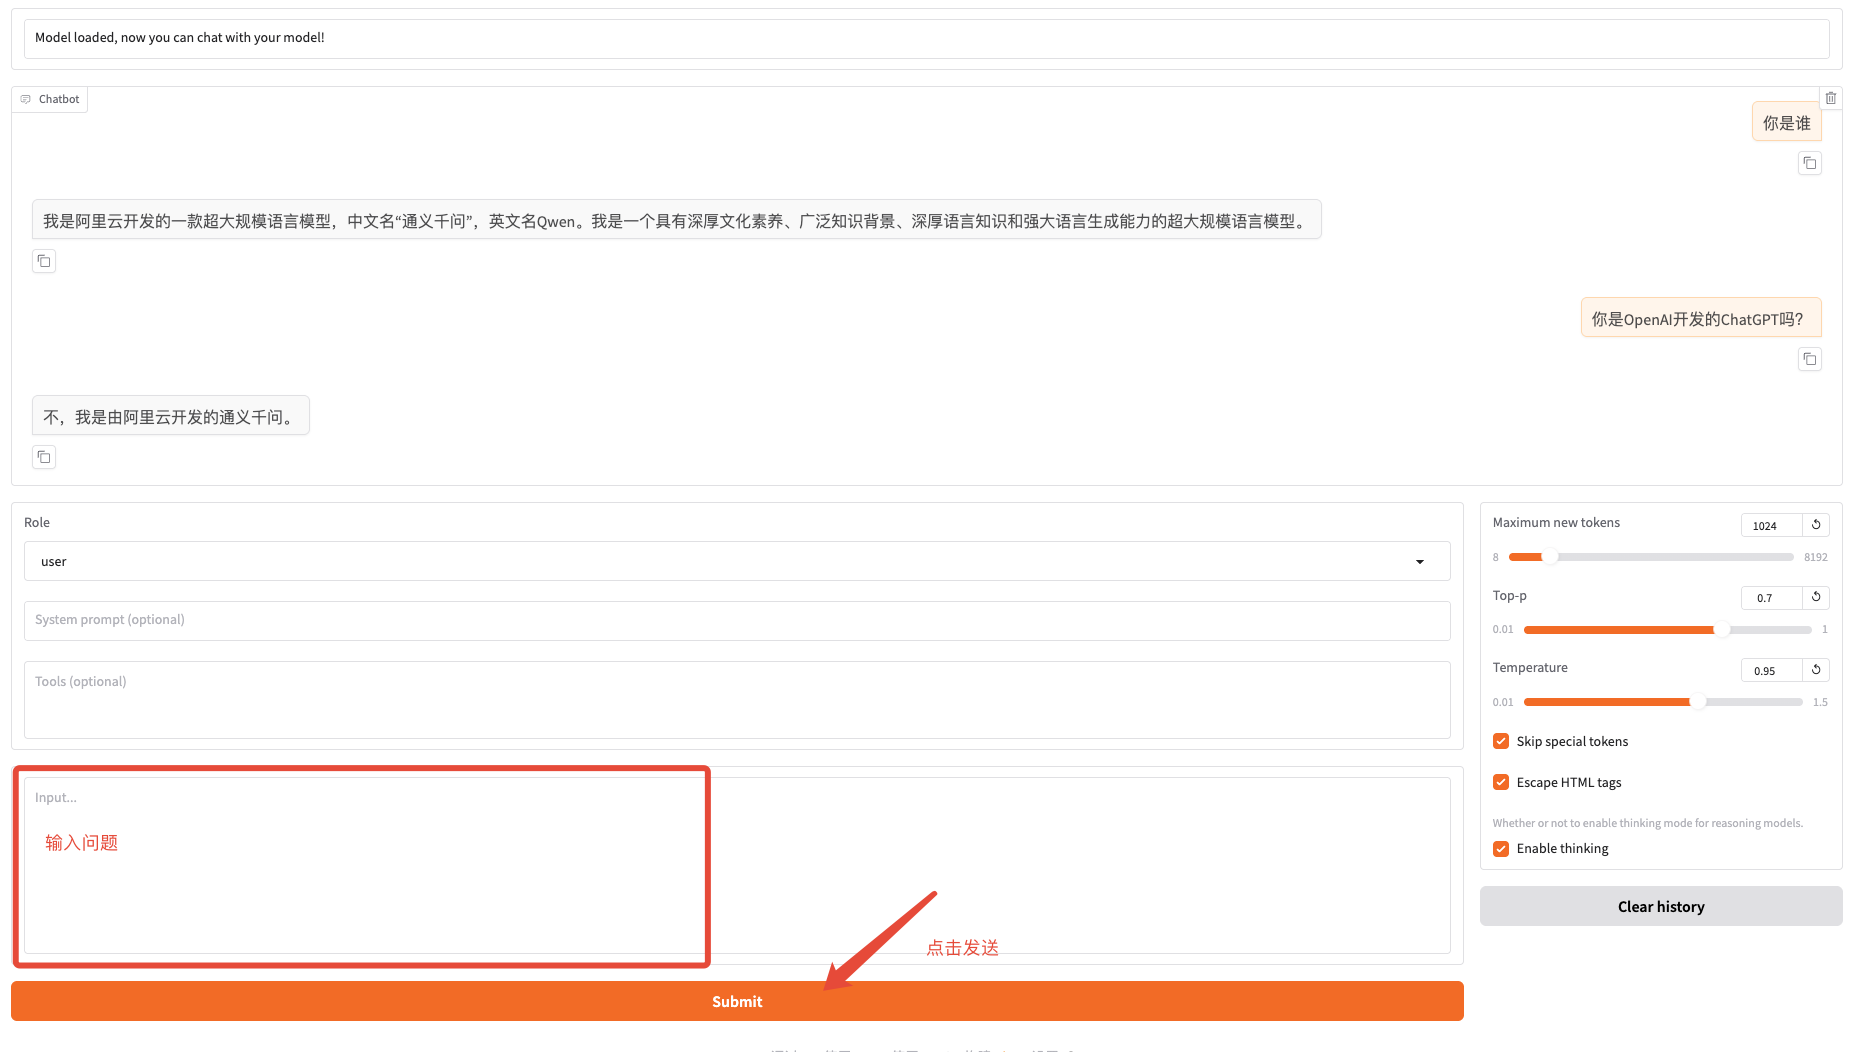 Model loaded, now you can chat with your model!
Chatbot
你是谁
我是阿里云开发的一款超大规模语言模型，中文名“通义千问”，英文名Qwen。我是一个具有深厚文化素养、广泛知识背景、深厚语言知识和强大语言生成能力的超大规模语言模型。
你是OpenAI开发的ChatGPT吗？
不，我是由阿里云开发的通义千问。
Role
user
System prompt (optional)
Tools (optional)
Input...
输入问题
点击发送
Submit
Maximum new tokens
1024
8
8192
Top-p
0.7
0.01
1
Temperature
0.95
0.01
1.5
Skip special tokens
Escape HTML tags
Whether or not to enable thinking mode for reasoning models.
Enable thinking
Clear history